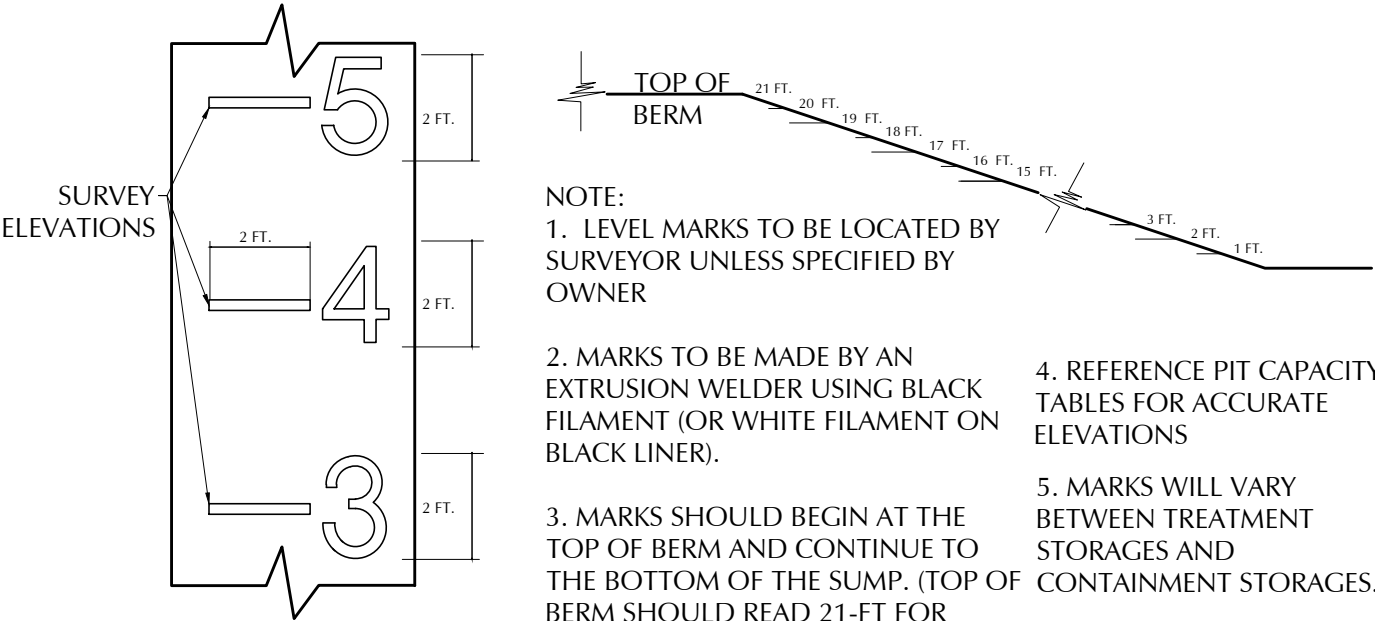 5
2 FT.
SURVEY
ELEVATIONS
2 FT.
4
2 FT.
3
2 FT.
TOP OF
BERM
21 FT.
20 FT.
19 FT.
18 FT.
17 FT.
16 FT.
15 FT.
3 FT.
2 FT.
1 FT.
NOTE:
1. LEVEL MARKS TO BE LOCATED BY
SURVEYOR UNLESS SPECIFIED BY
OWNER
2. MARKS TO BE MADE BY AN
EXTRUSION WELDER USING BLACK
FILAMENT (OR WHITE FILAMENT ON
BLACK LINER).
3. MARKS SHOULD BEGIN AT THE
TOP OF BERM AND CONTINUE TO
THE BOTTOM OF THE SUMP. (TOP OF
BERM SHOULD READ 21-FT FOR
4. REFERENCE PIT CAPACITY
TABLES FOR ACCURATE
ELEVATIONS
5. MARKS WILL VARY
BETWEEN TREATMENT
STORAGES AND
CONTAINMENT STORAGES.